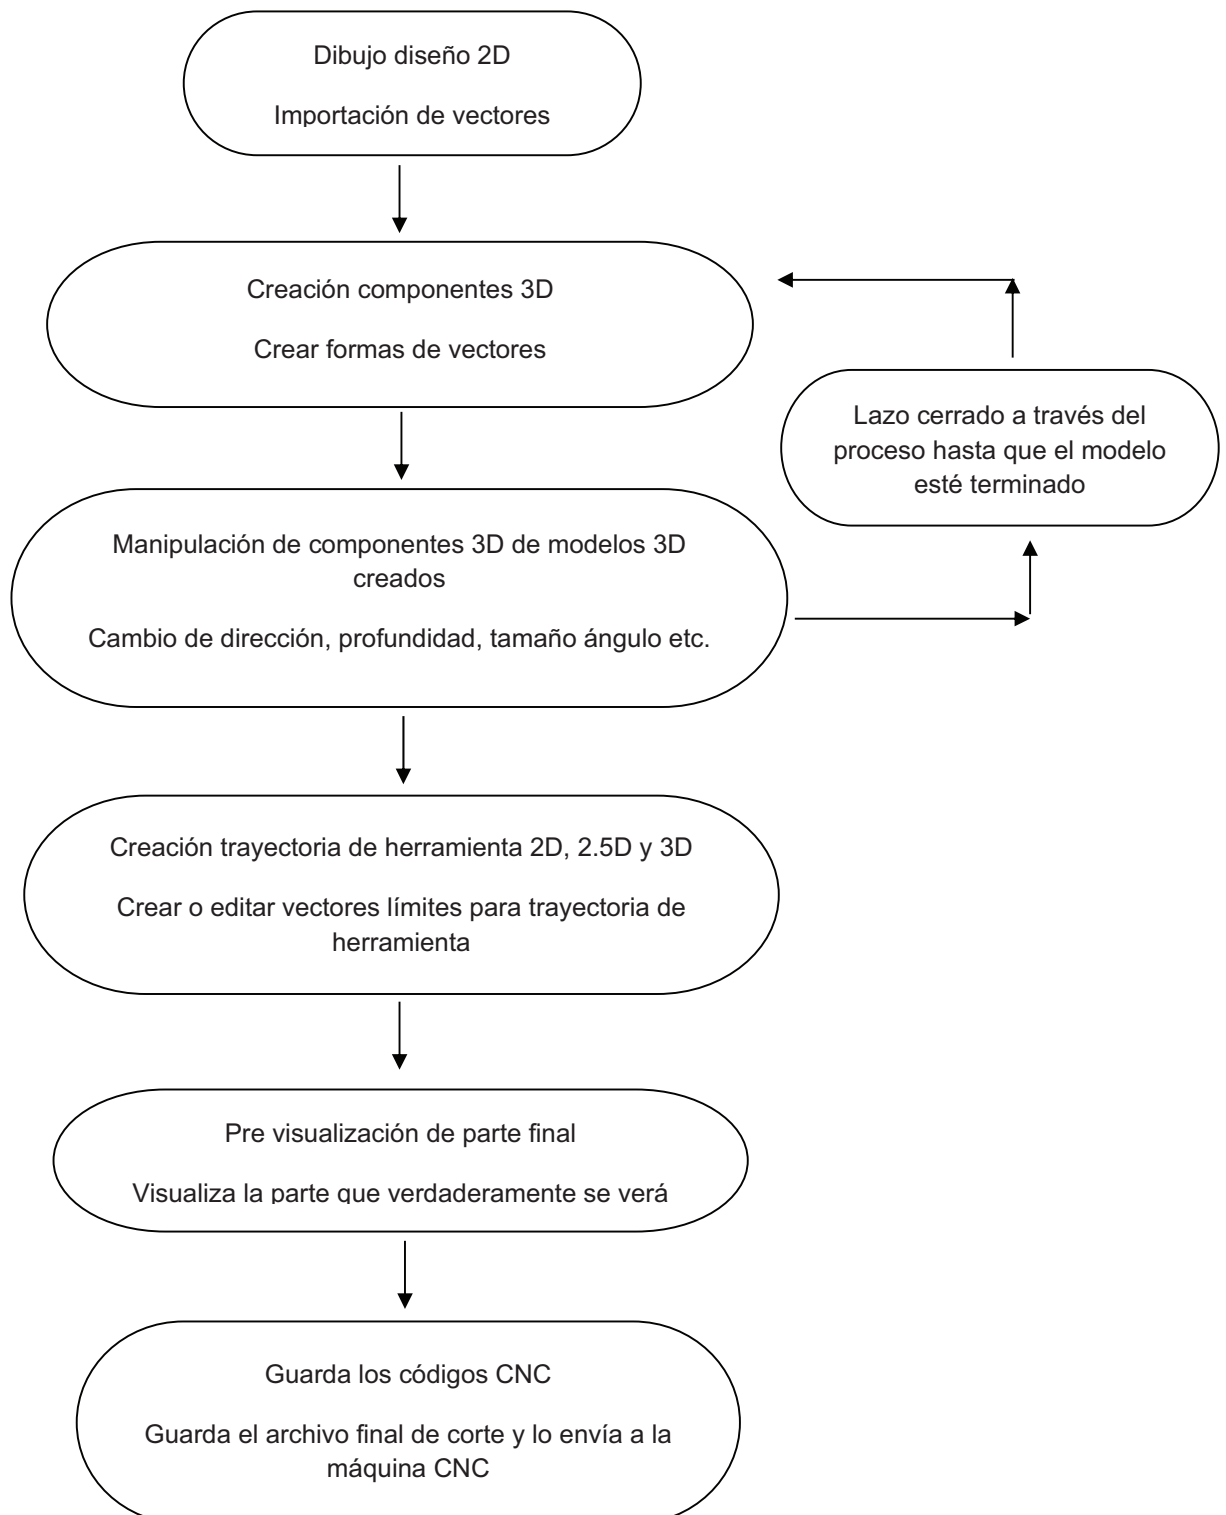 Dibujo diseño 2D
Importación de vectores
Creación componentes 3D
Crear formas de vectores
Lazo cerrado a través del
proceso hasta que el modelo
esté terminado
Manipulación de componentes 3D de modelos 3D
creados
Cambio de dirección, profundidad, tamaño ángulo etc.
Creación trayectoria de herramienta 2D, 2.5D y 3D
Crear o editar vectores límites para trayectoria de
herramienta
Pre visualización de parte final
Visualiza la parte que verdaderamente se verá
Guarda los códigos CNC
Guarda el archivo final de corte y lo envía a la
máquina CNC